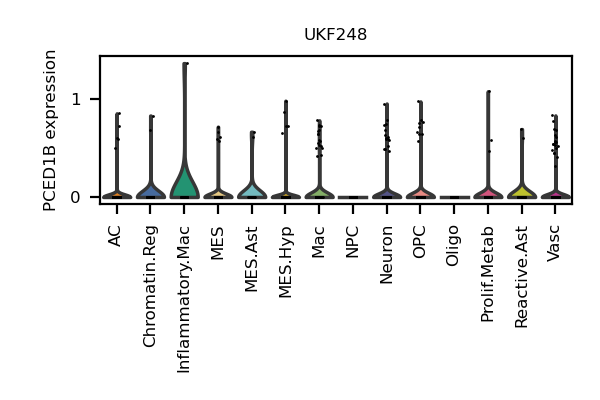 UKF248
PCED1B expression
1
0
AC
Chromatin.Reg
Inflammatory.Mac
MES
MES.Ast
MES.Hyp
Mac
NPC
Neuron
OPC
Oligo
Prolif.Metab
Reactive.Ast
Vasc